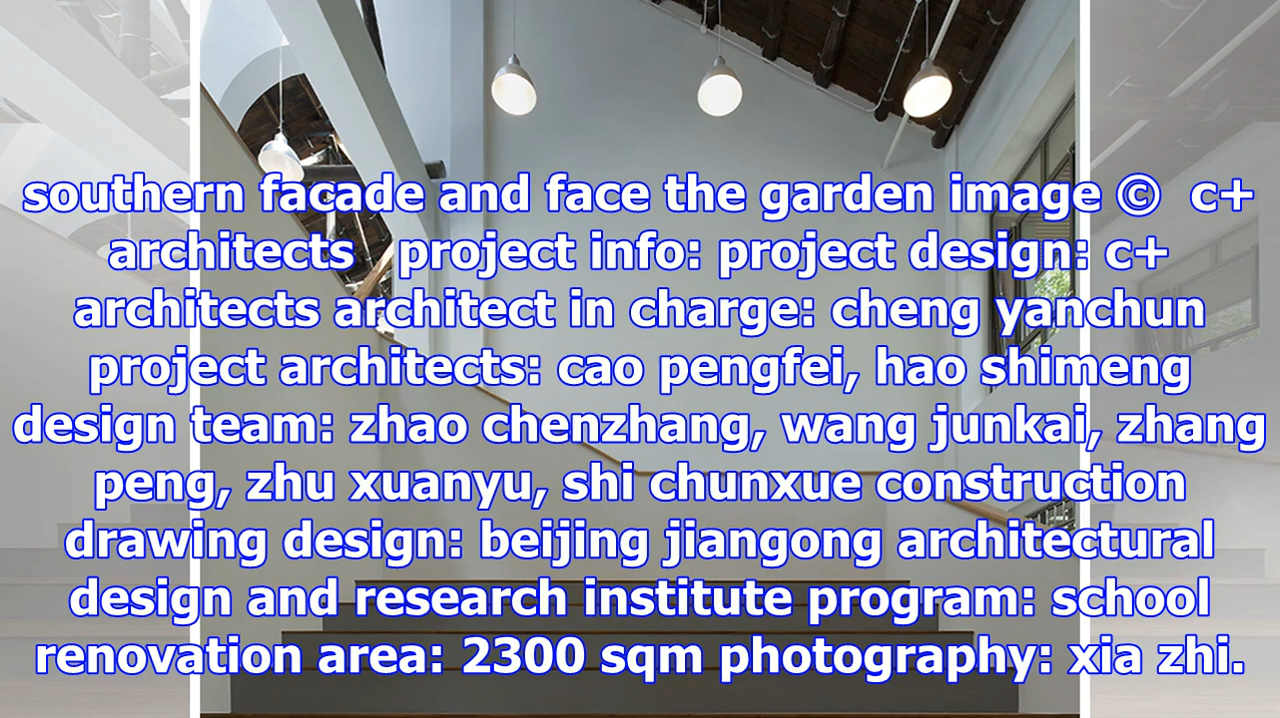 southern facade and face the garden image © c+
architects project info: project design: c+
architects architect in charge: cheng yanchun
project architects: cao pengfei, hao shimeng
design team: zhao chenzhang, wang junkai, zhang
peng, zhu xuanyu, shi chunxue construction
drawing design: beijing jiangong architectural
design and research institute program: school
renovation area: 2300 sqm photography: xia zhi.